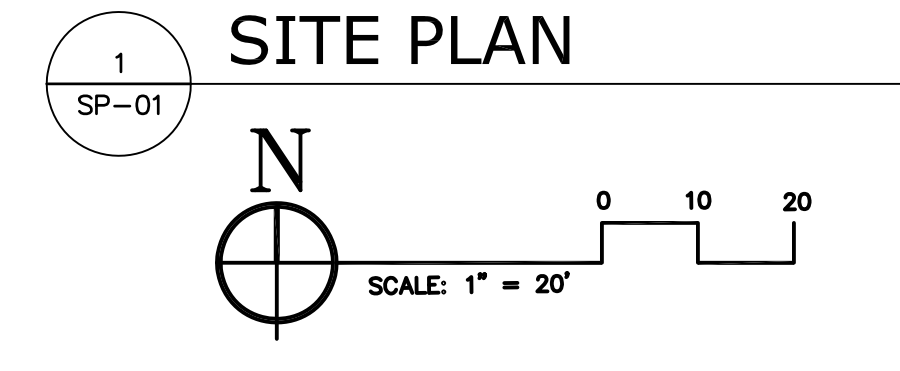 SITE PLAN
1
SP-01
N
0 10 20
SCALE: 1" = 20'